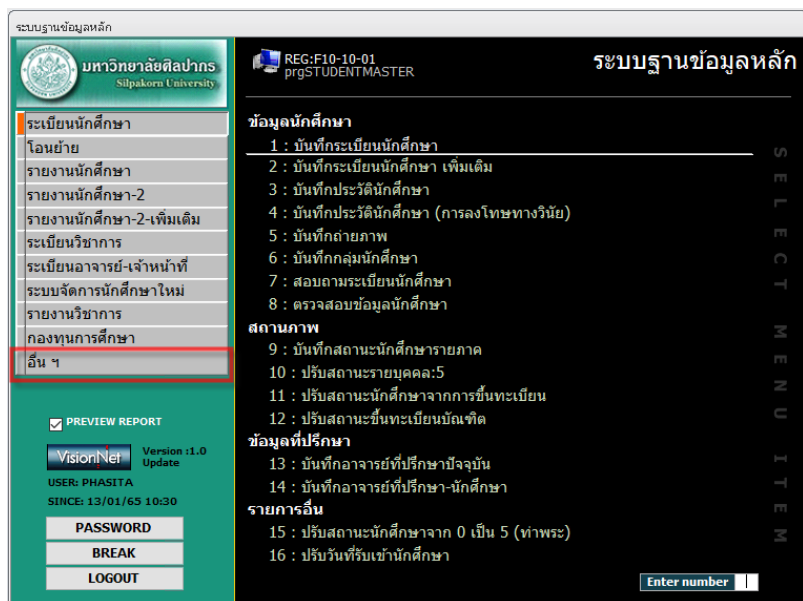 ระบบฐานข้อมูลหลัก
มหาวิทยาลัยศิลปากร
Silpakorn University
REG:F10-10-01
prgSTUDENTMASTER
ระบบฐานข้อมูลหลัก
ระเบียนนักศึกษา
โอนย้าย
รายงานนักศึกษา
รายงานนักศึกษา-2
รายงานนักศึกษา-2-เพิ่มเติม
ระเบียนวิชาการ
ระเบียนอาจารย์-เจ้าหน้าที่
ระบบจัดการนักศึกษาใหม่
รายงานวิชาการ
กองทุนการศึกษา
อื่น ฯ
PREVIEW REPORT
VisionNet
Version :1.0
Update
USER: PHASITA
SINCE: 13/01/65 10:30
PASSWORD
BREAK
LOGOUT
ข้อมูลนักศึกษา
1 : บันทึกระเบียนนักศึกษา
2 : บันทึกระเบียนนักศึกษา เพิ่มเติม
3 : บันทึกประวัตินักศึกษา
4 : บันทึกประวัตินักศึกษา (การลงโทษทางวินัย)
5 : บันทึกถ่ายภาพ
6 : บันทึกกลุ่มนักศึกษา
7 : สอบถามระเบียนนักศึกษา
8 : ตรวจสอบข้อมูลนักศึกษา
สถานภาพ
9 : บันทึกสถานะนักศึกษารายภาค
10 : ปรับสถานะรายบุคคล:5
11 : ปรับสถานะนักศึกษาจากการขึ้นทะเบียน
12 : ปรับสถานะขึ้นทะเบียนบัณฑิต
ข้อมูลที่ปรึกษา
13 : บันทึกอาจารย์ที่ปรึกษาปัจจุบัน
14 : บันทึกอาจารย์ที่ปรึกษา-นักศึกษา
รายการอื่น
15 : ปรับสถานะนักศึกษาจาก 0 เป็น 5 (ท่าพระ)
16 : ปรับวันที่รับเข้านักศึกษา
SELECT MENU ITEM
Enter number